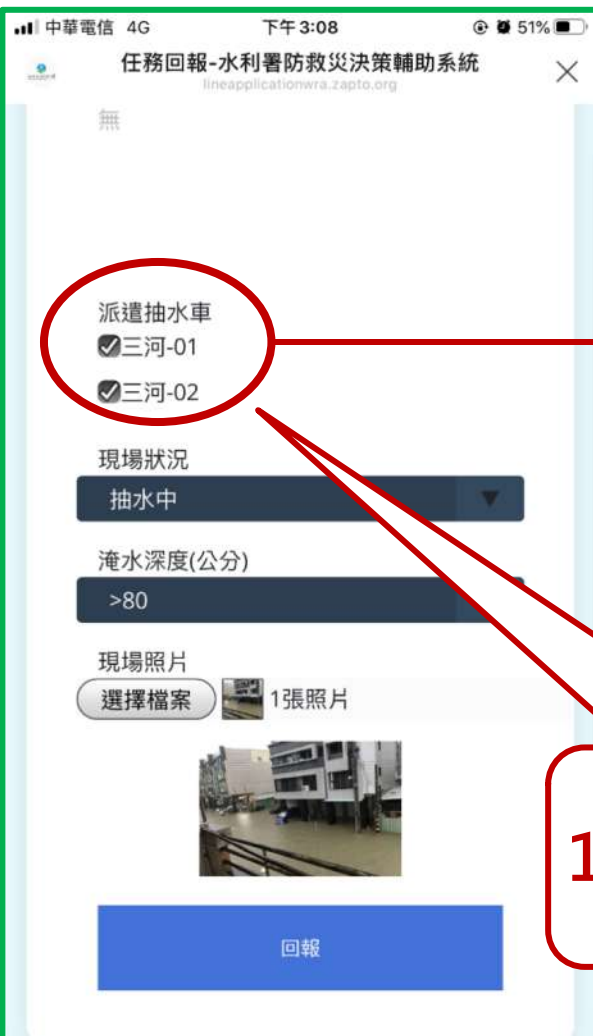 中華電信 4G 下午3:08 51%
任務回報-水利署防救災決策輔助系統
lineapplicationwra.zapto.org
無
派遣抽水車
三河-01
三河-02
現場狀況
抽水中
淹水深度(公分)
>80
現場照片
選擇檔案 1張照片
回報
1